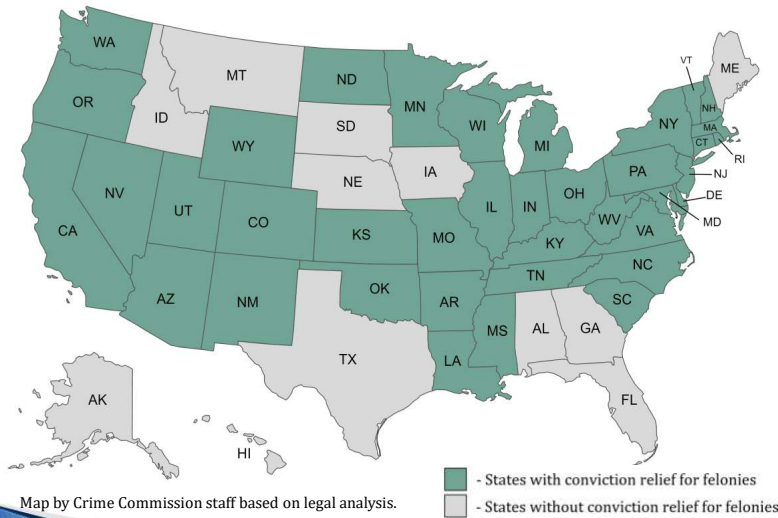 WA
MT
ND
MN
VT
ME
OR
ID
SD
WI
NY
NH
MA
CT
RI
WY
MI
IA
PA
NJ
NV
NE
IL
IN
OH
DE
MD
UT
CO
WV
VA
CA
KS
MO
KY
NC
AZ
NM
OK
AR
TN
SC
MS
AL
GA
TX
LA
AK
HI
FL
- States with conviction relief for felonies
- States without conviction relief for felonies
Map by Crime Commission staff based on legal analysis.